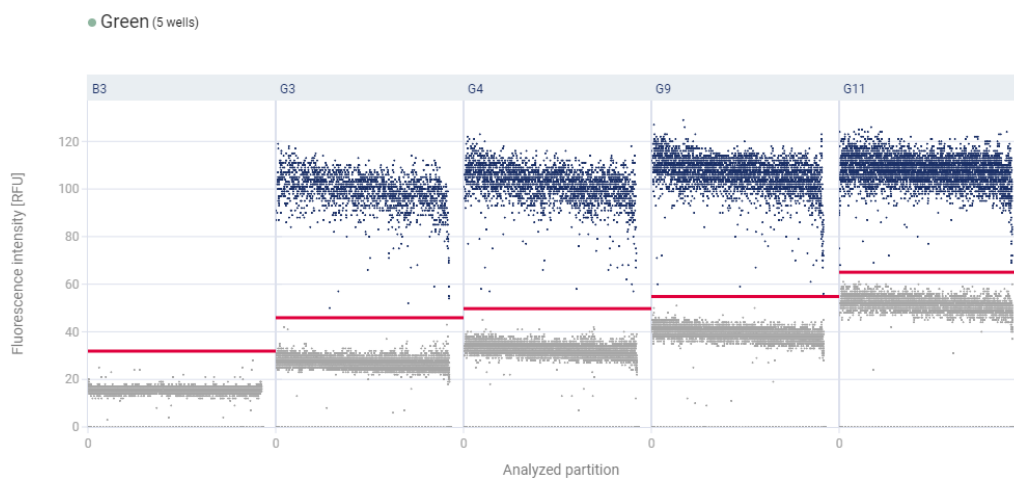 Green (5 wells)
B3 G3 G4 G9 G11
120
100
80
60
40
20
0
0 0 0 0 0
Fluorescence intensity [RFU]
Analyzed partition